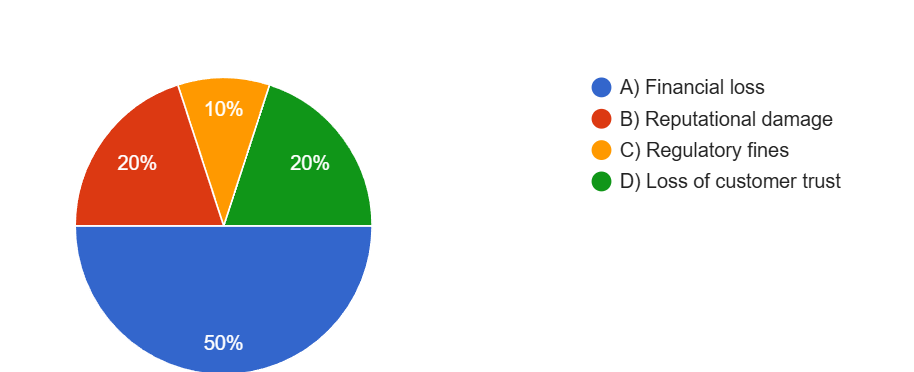 10%
20%
20%
50%
A) Financial loss
B) Reputational damage
C) Regulatory fines
D) Loss of customer trust